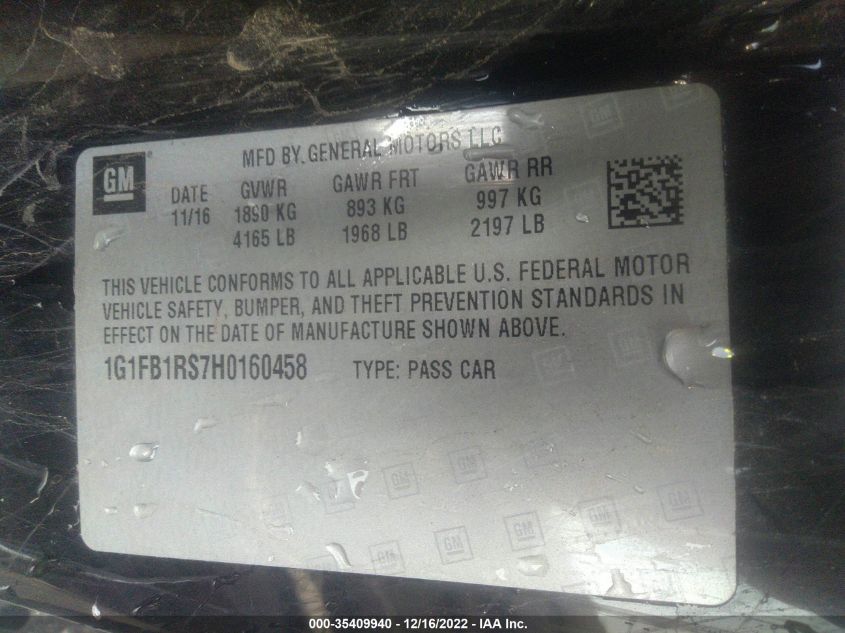 MFD BY. GENERAL MOTORS LLC
GM
DATE GVWR GAWR FRT GAWR RR
11/16 1890 KG 893 KG 997 KG
4165 LB 1968 LB 2197 LB
THIS VEHICLE CONFORMS TO ALL APPLICABLE U.S. FEDERAL MOTOR
VEHICLE SAFETY, BUMPER, AND THEFT PREVENTION STANDARDS IN
EFFECT ON THE DATE OF MANUFACTURE SHOWN ABOVE.
1G1FB1RS7H0160458 TYPE: PASS CAR
000-35409940 - 12/16/2022 - IAA Inc.